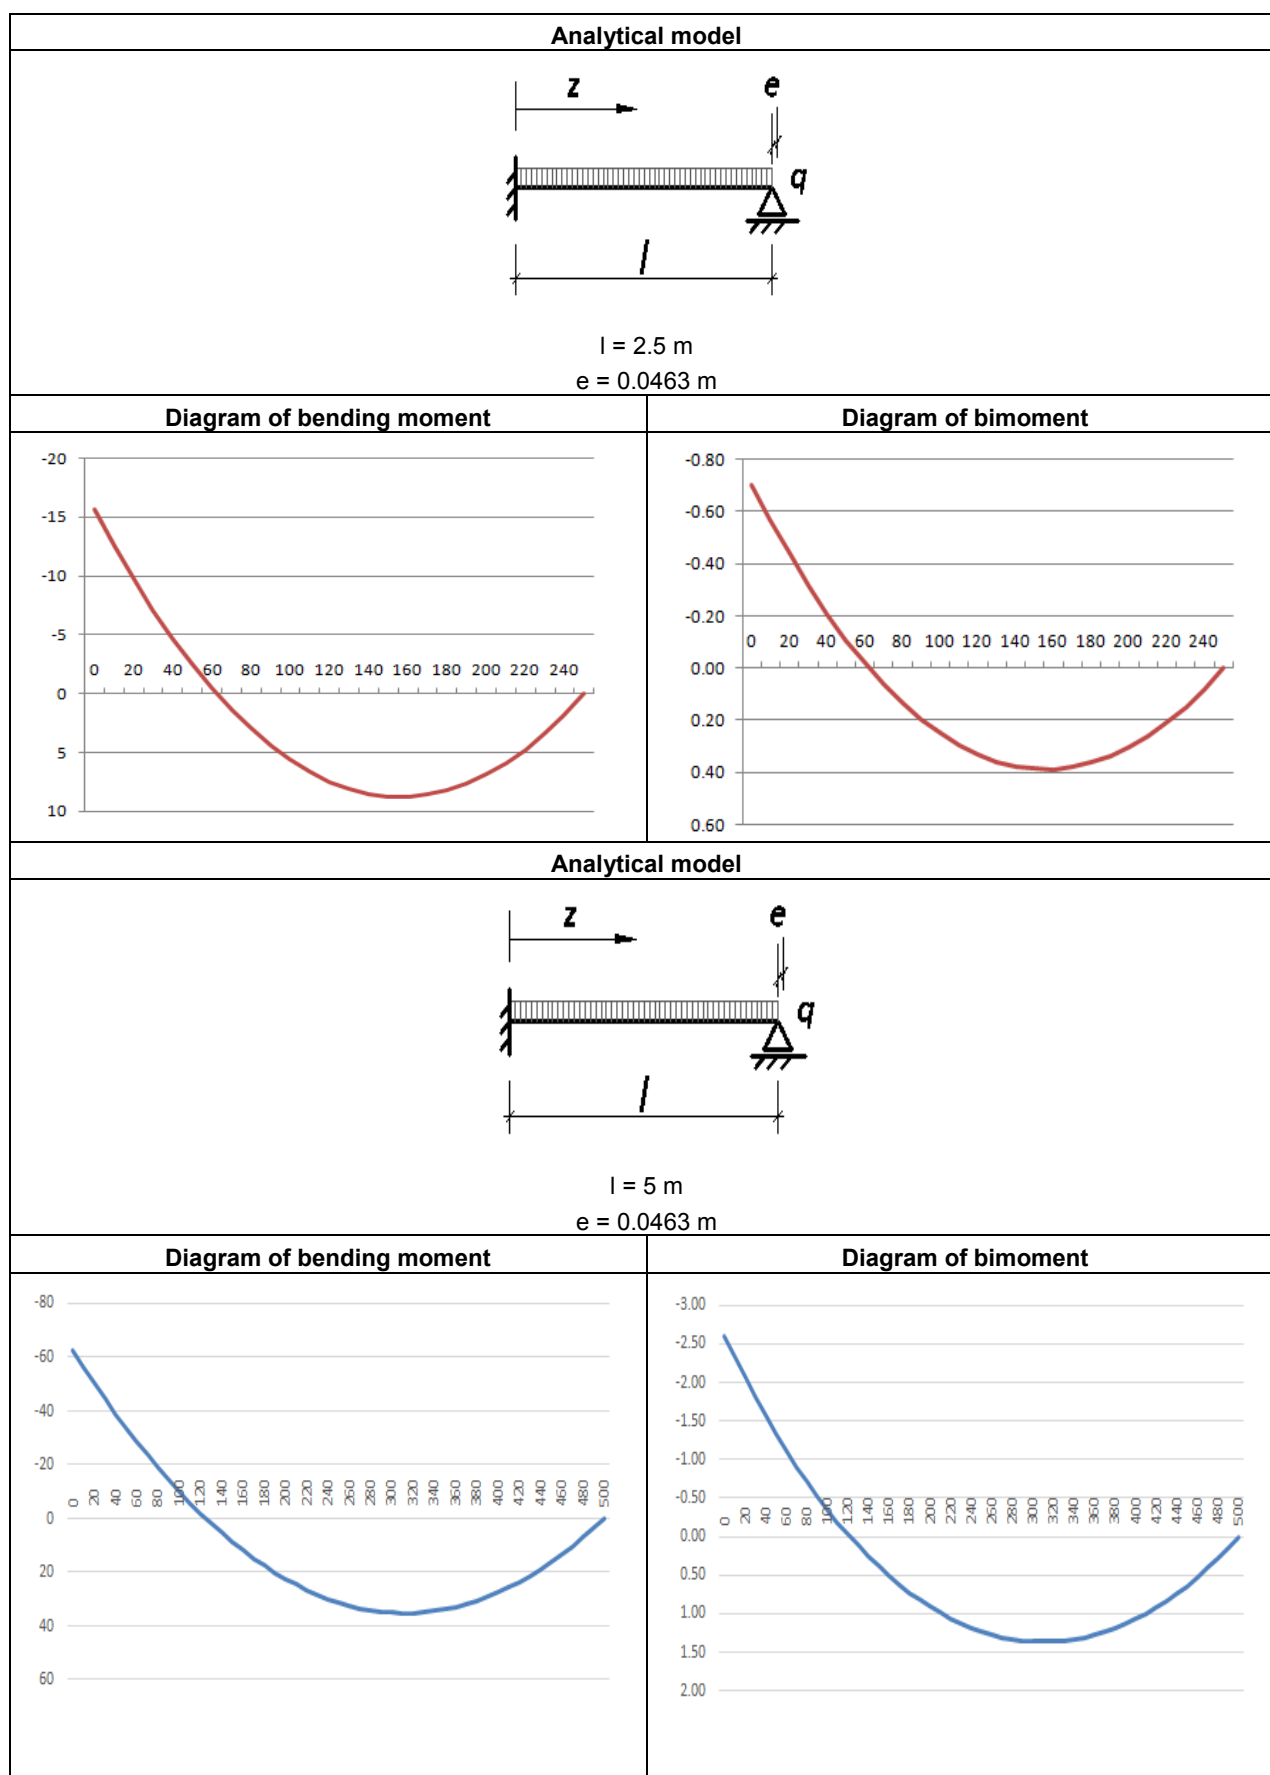 Analytical model
z e
q
l
l = 2.5 m
e = 0.0463 m
Diagram of bending moment Diagram of bimoment
-20
-15
-10
-5
0 20 40 60 80 100 120 140 160 180 200 220 240
0
5
10
-0.80
-0.60
-0.40
-0.20
0 20 40 60 80 100 120 140 160 180 200 220 240
0.00
0.20
0.40
0.60
Analytical model
z e
q
l
l = 5 m
e = 0.0463 m
Diagram of bending moment Diagram of bimoment
-80
-60
-40
-20
0 20 40 60 80 100 120 140 160 180 200 220 240 260 280 300 320 340 360 380 400 420 440 460 480 500
0
20
40
60
-3.00
-2.50
-2.00
-1.50
-1.00
-0.50
0 20 40 60 80 100 120 140 160 180 200 220 240 260 280 300 320 340 360 380 400 420 440 460 480 500
0.00
0.50
1.00
1.50
2.00